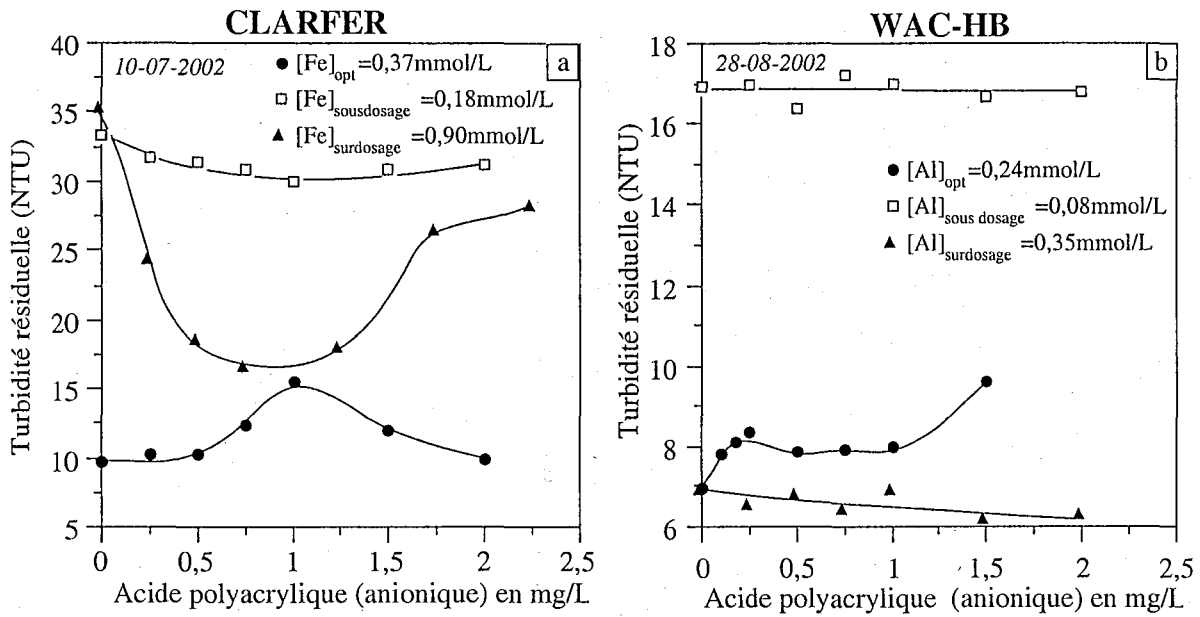 CLARFER
10-07-2002
a
[Fe]opt =0,37mmol/L
[Fe]sousdosage =0,18mmol/L
[Fe]surdosage =0,90mmol/L
Turbidité résiduelle (NTU)
40
35
30
25
20
15
10
5
0
0,5
1
1,5
2
2,5
Acide polyacrylique (anionique) en mg/L
WAC-HB
28-08-2002
b
[Al]opt =0,24mmol/L
[Al]sous dosage =0,08mmol/L
[Al]surdosage =0,35mmol/L
Turbidité résiduelle (NTU)
18
16
14
12
10
8
6
0
0,5
1
1,5
2
2,5
Acide polyacrylique (anionique) en mg/L